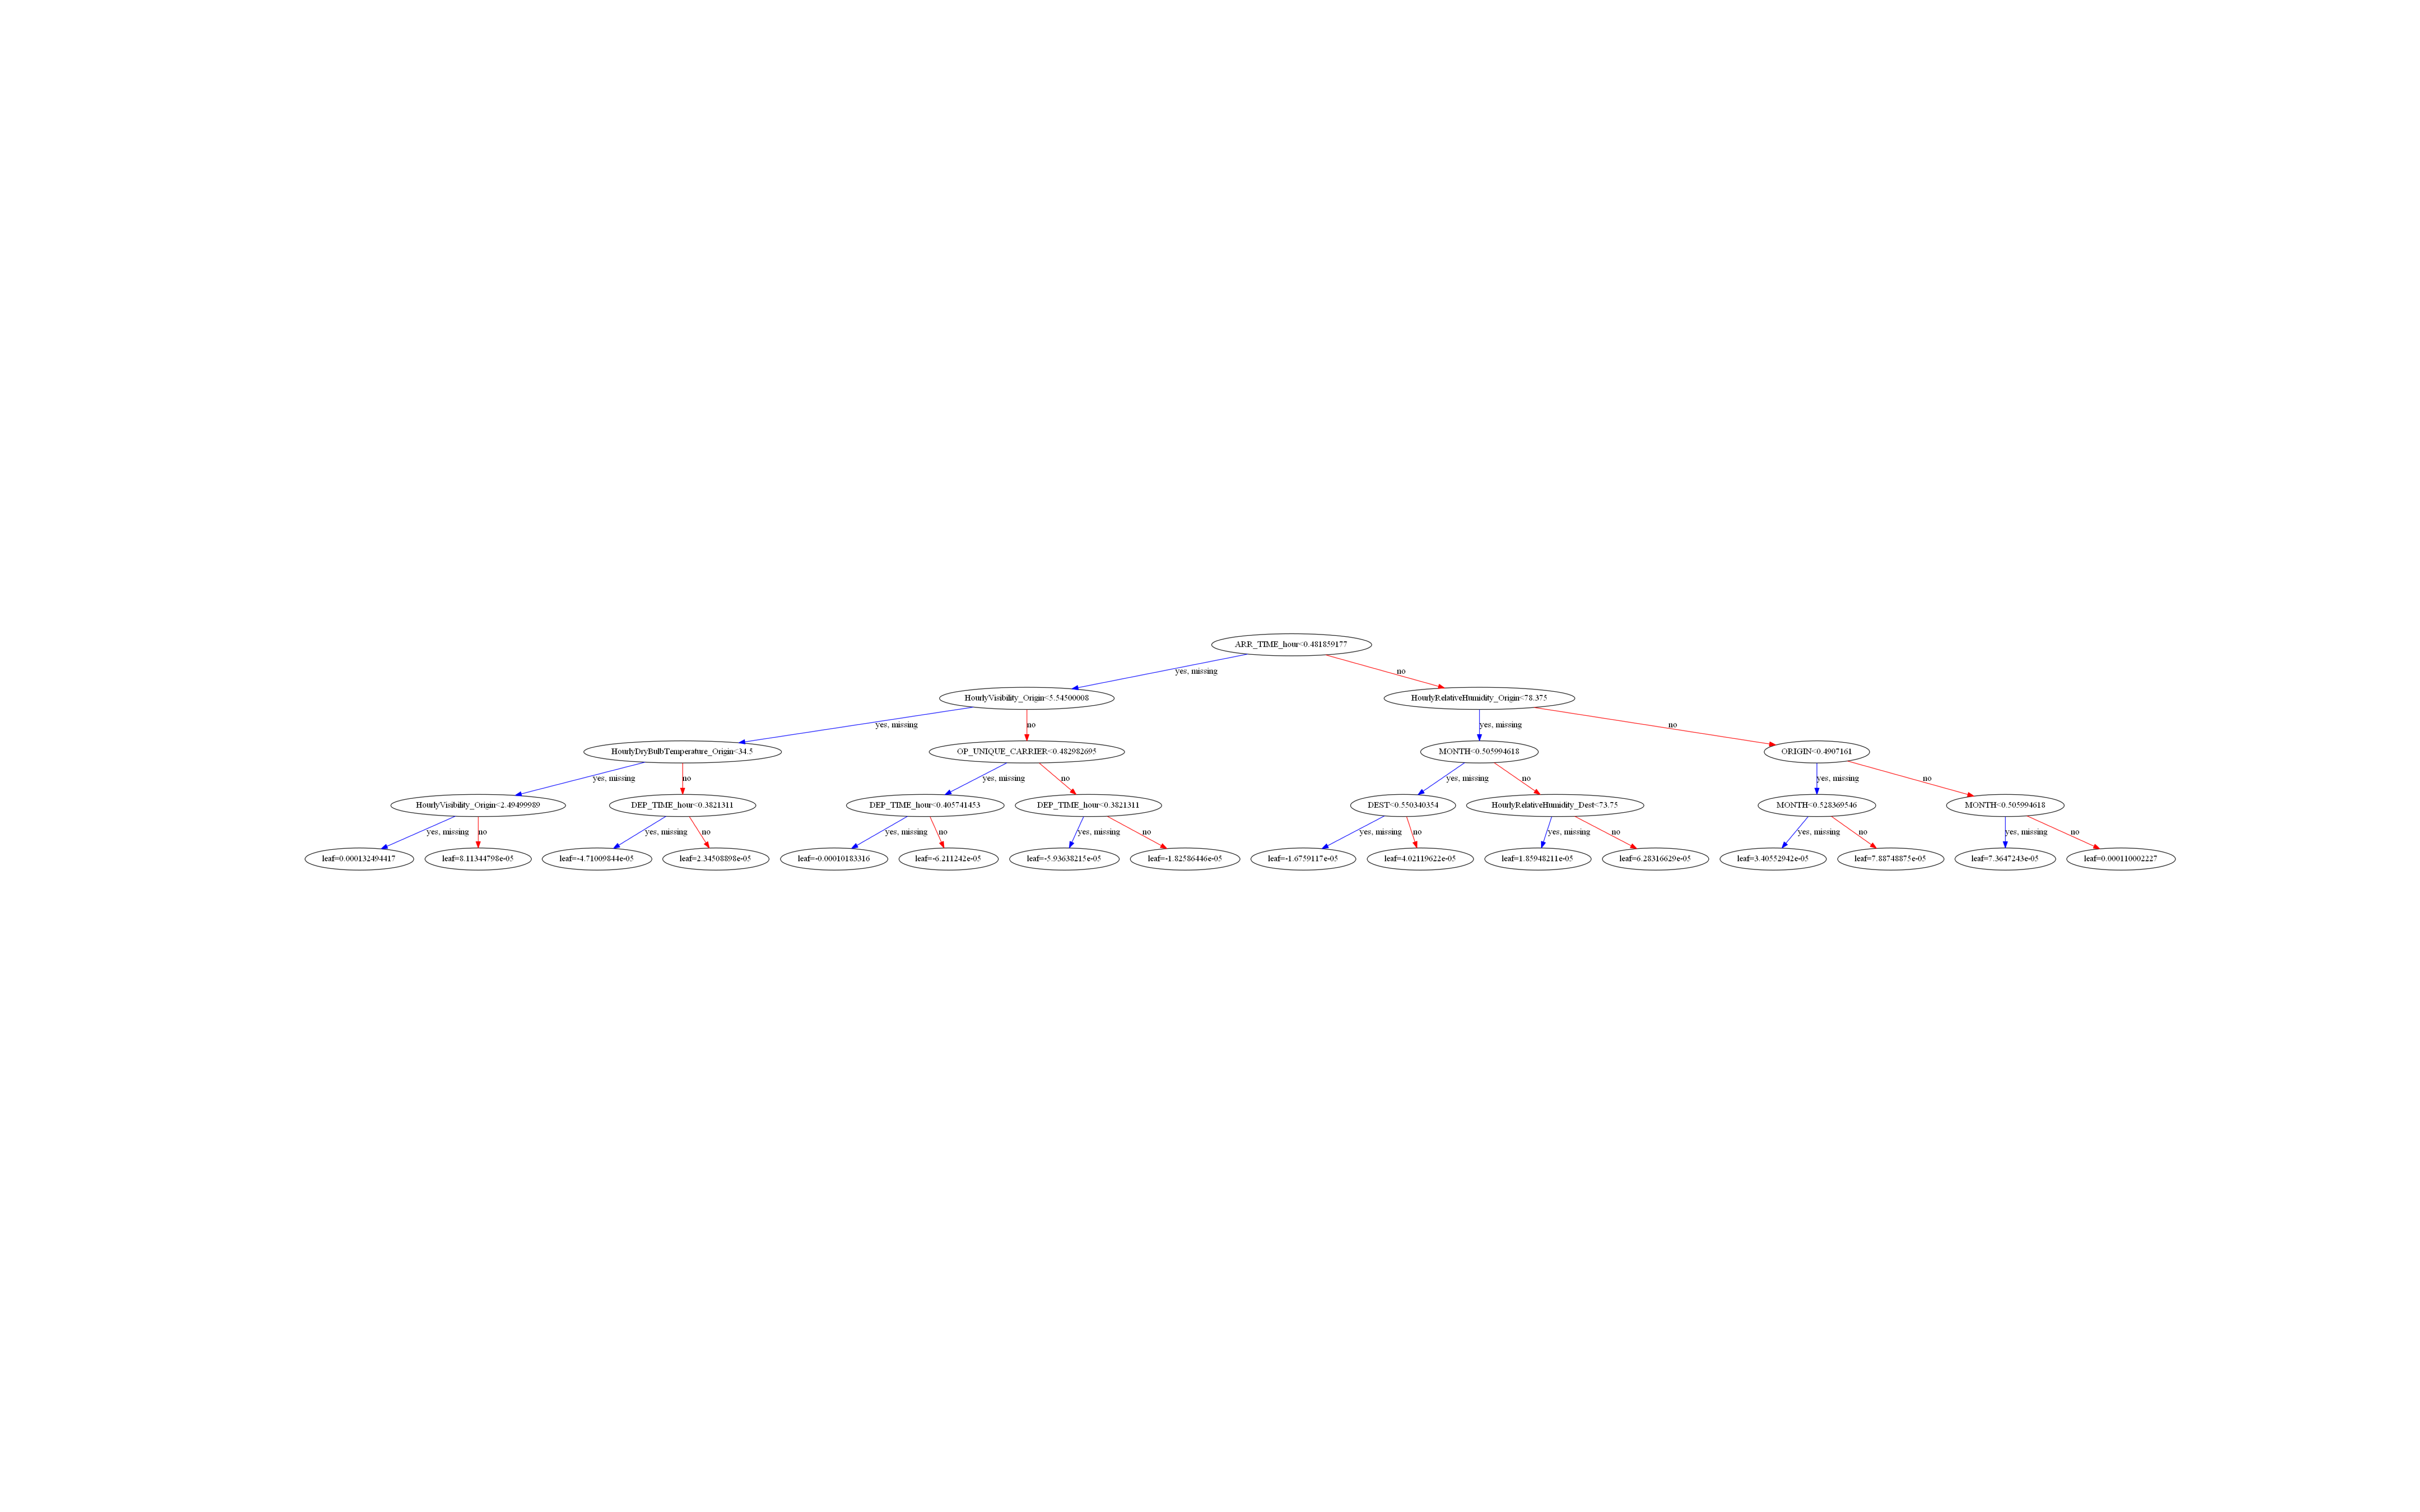 ARR_TIME_hour<0.481859177
yes, missing
no
HourlyVisibility_Origin<5.54500008
HourlyRelativeHumidity_Origin<78.375
yes, missing
no
yes, missing
no
HourlyDryBulbTemperature_Origin<34.5
OP_UNIQUE_CARRIER<0.482982695
MONTH<0.505994618
ORIGIN<0.4907161
yes, missing
no
yes, missing
no
yes, missing
no
yes, missing
no
HourlyVisibility_Origin<2.49499989
DEP_TIME_hour<0.3821311
DEP_TIME_hour<0.405741453
DEP_TIME_hour<0.3821311
DEST<0.550340354
HourlyRelativeHumidity_Dest<73.75
MONTH<0.528369546
MONTH<0.505994618
yes, missing
no
yes, missing
no
yes, missing
no
yes, missing
no
yes, missing
no
yes, missing
no
yes, missing
no
yes, missing
no
leaf=0.000132494417
leaf=8.11344798e-05
leaf=-4.71009844e-05
leaf=2.34508898e-05
leaf=-0.00010183316
leaf=-6.211242e-05
leaf=-5.93638215e-05
leaf=-1.82586446e-05
leaf=-1.6759117e-05
leaf=4.02119622e-05
leaf=1.85948211e-05
leaf=6.28316629e-05
leaf=3.40552942e-05
leaf=7.88748875e-05
leaf=7.3647243e-05
leaf=0.000110002227